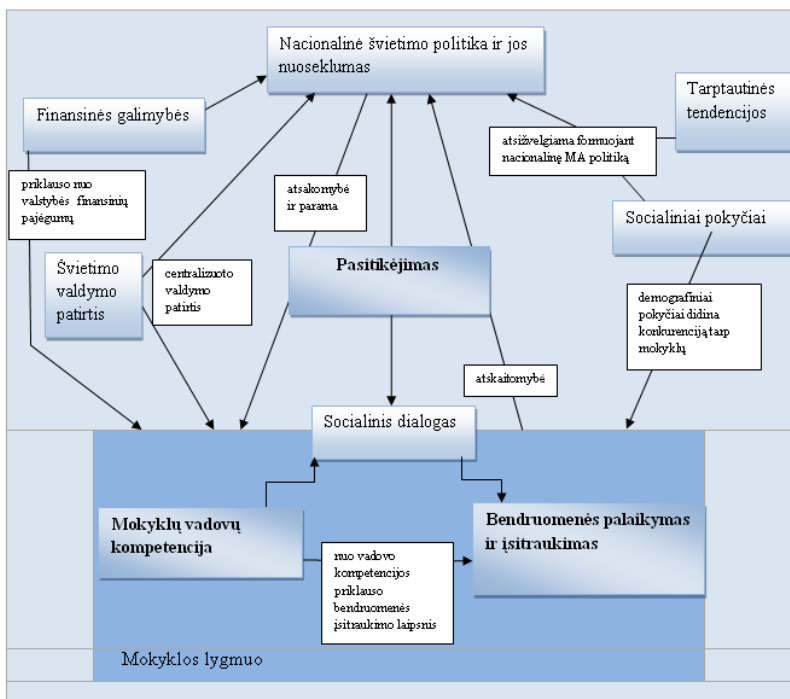 Nacionalinė švietimo politika ir jos
nuoseklumas
Finansinės galimybės
Tarptautinės
tendencijos
atsižvelgiama formuojant
nacionalinę MA politiką
priklauso nuo
valstybės finansinių
pajėgumų
atsakomybė
ir parama
Socialiniai pokyčiai
Švietimo
valdymo
patirtis
centralizuoto
valdymo
patirtis
Pasitikėjimas
demografiniai
pokyčiai didina
konkurenciją tarp
mokyklų
atskaitomybė
Socialinis dialogas
Mokyklų vadovų
kompetencija
Bendruomenės palaikymas
ir įsitraukimas
nuo vadovo
kompetencijos
priklauso
bendruomenės
įsitraukimo laipsnis
Mokyklos lygmuo